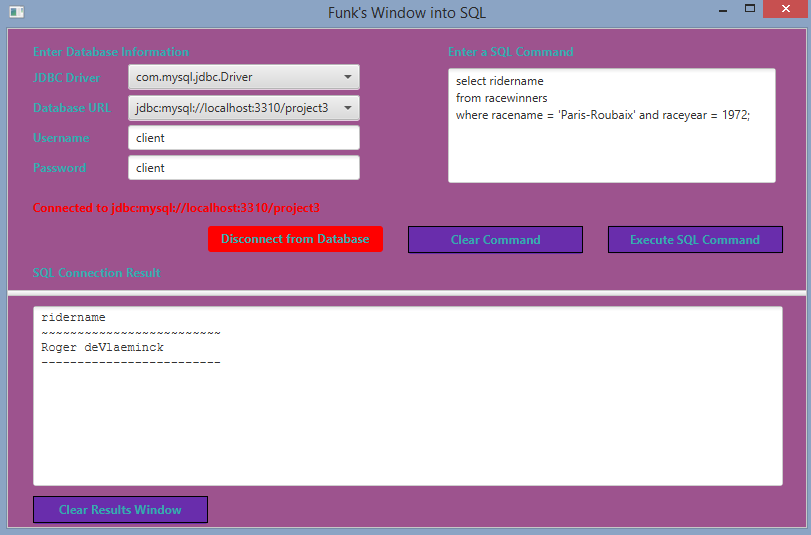 Funk's Window into SQL
Enter Database Information
Enter a SQL Command
JDBC Driver
com.mysql.jdbc.Driver
Database URL
jdbc:mysql://localhost:3310/project3
Username
client
Password
client
select ridername
from racewinners
where racename = 'Paris-Roubaix' and raceyear = 1972;
Connected to jdbc:mysql://localhost:3310/project3
Disconnect from Database
Clear Command
Execute SQL Command
SQL Connection Result
ridername
~~~~~~~~~~~~~~~~~~~~~~~~~
Roger deVlaeminck
-------------------------
Clear Results Window